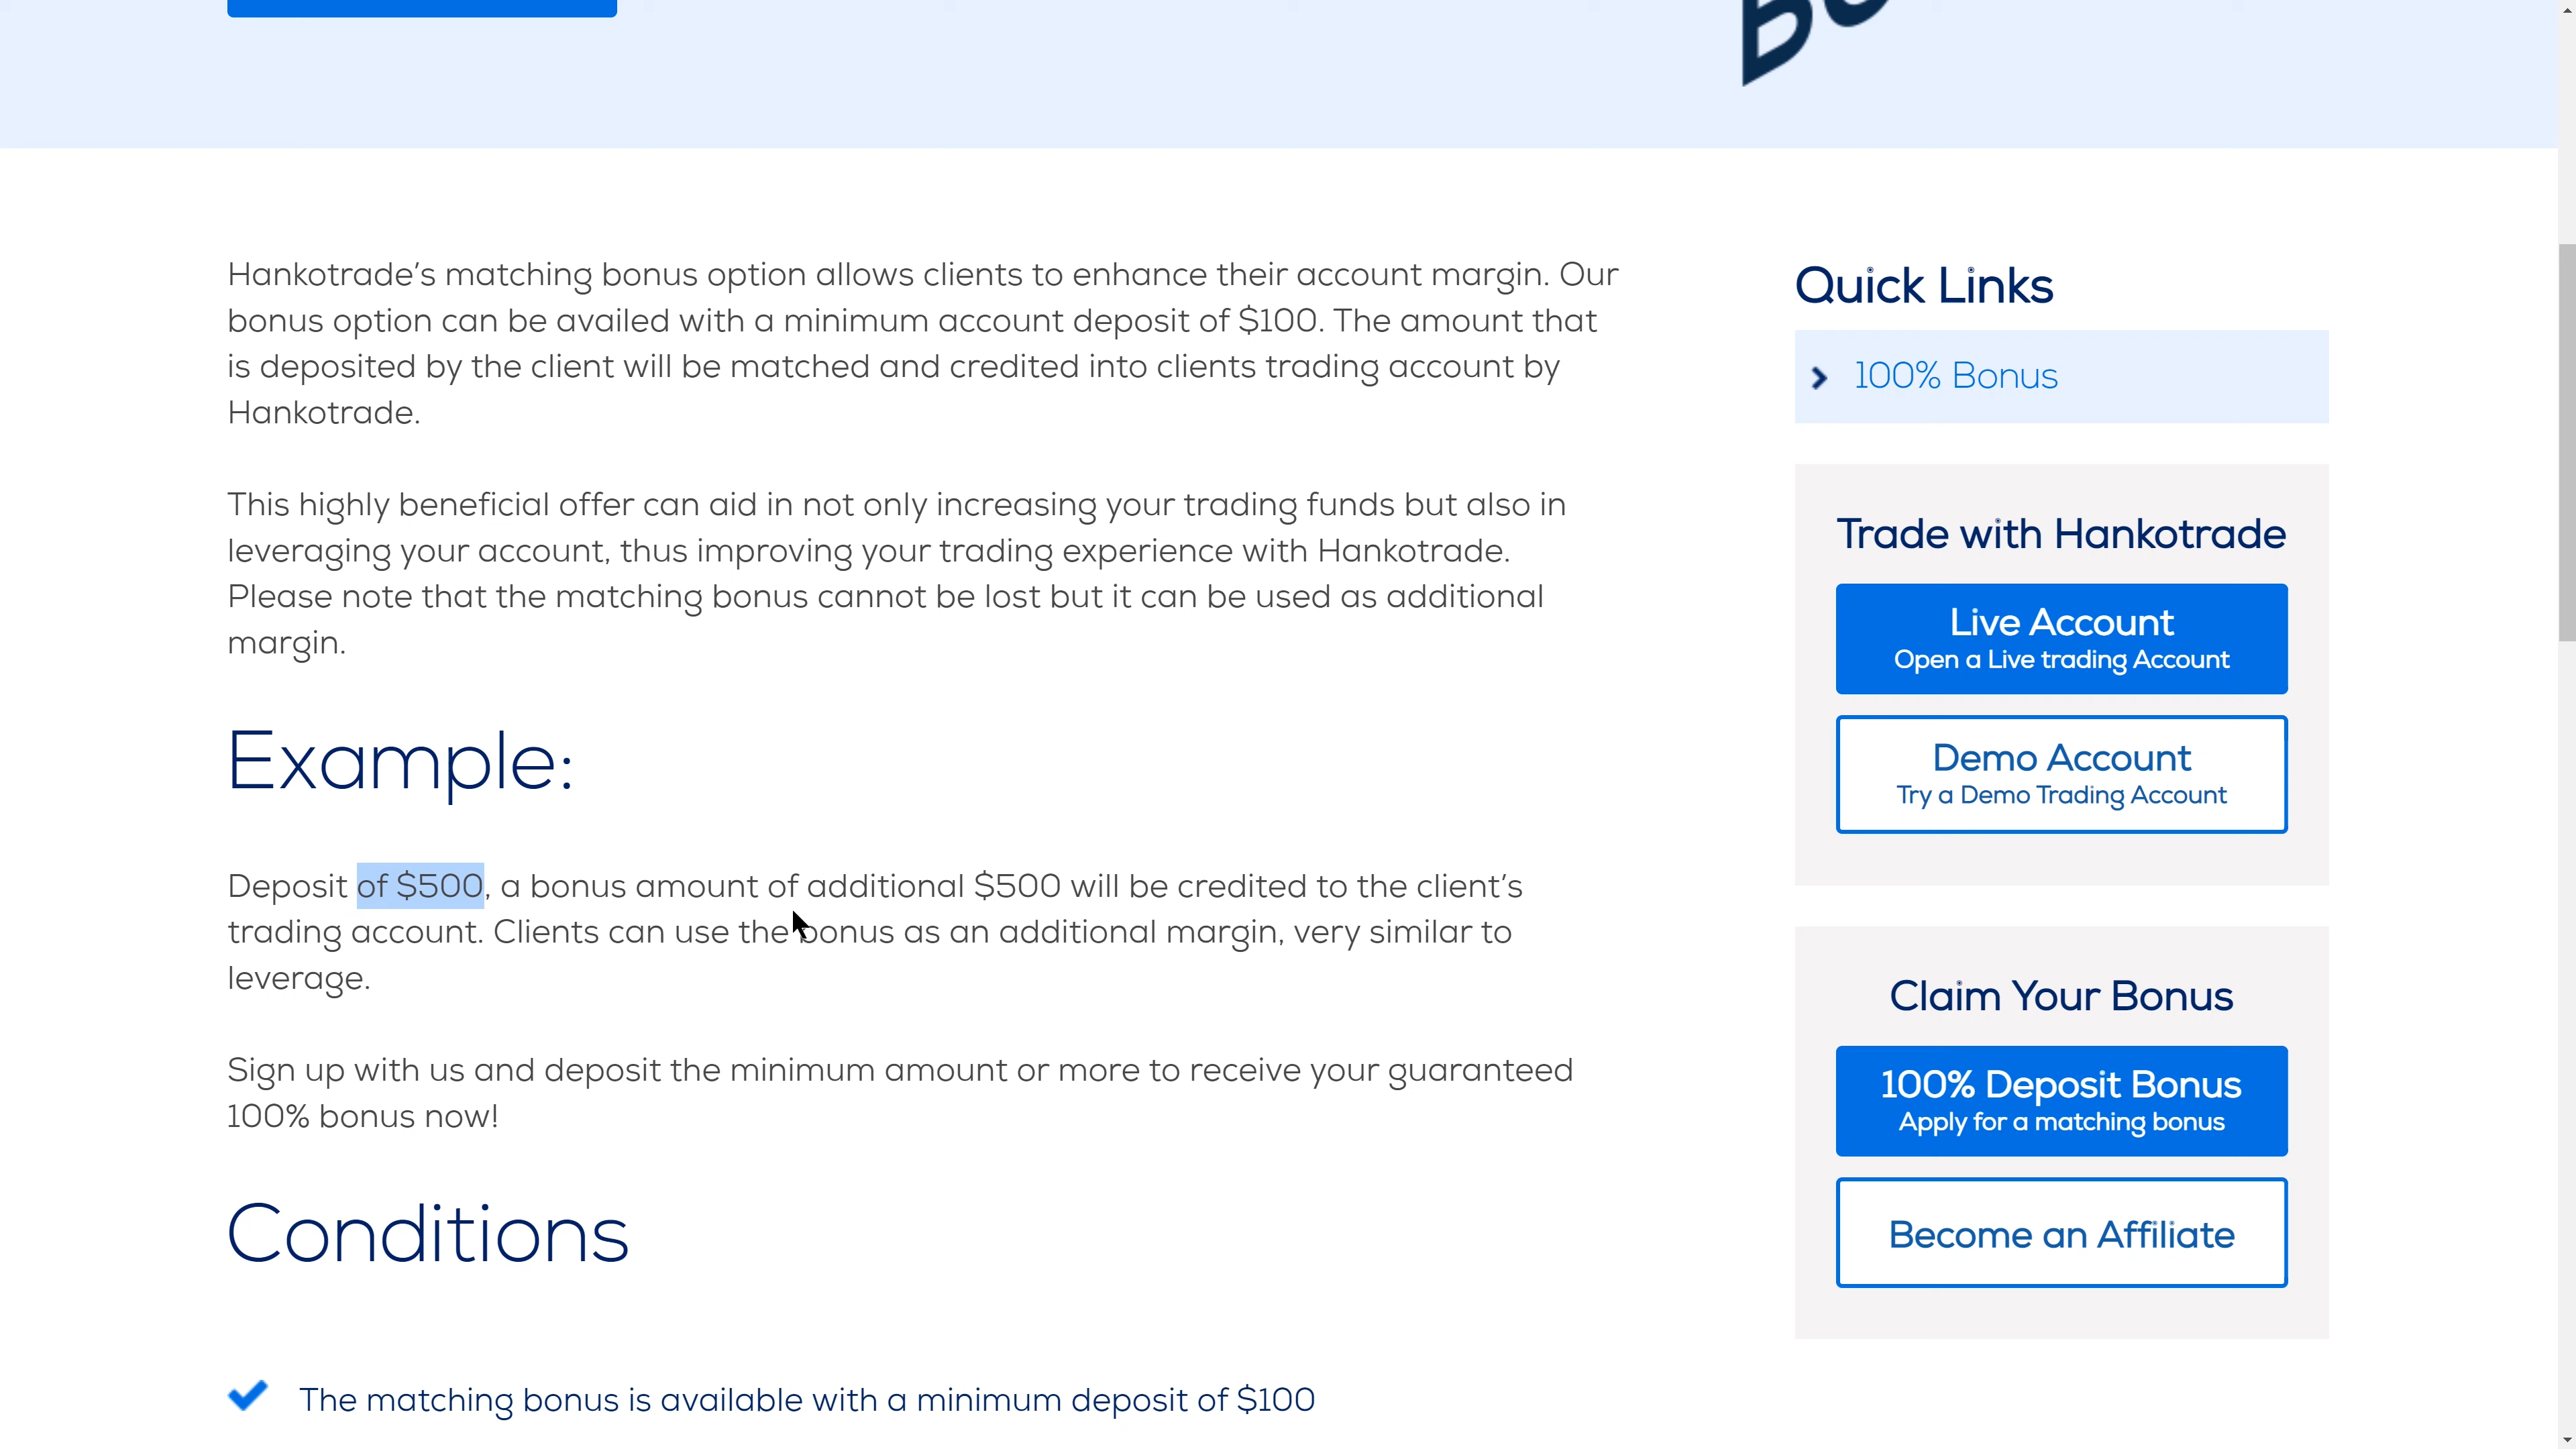 Hankotrade's matching bonus option allows clients to enhance their account margin. Our
bonus option can be availed with a minimum account deposit of $100. The amount that
is deposited by the client will be matched and credited into clients trading account by
Hankotrade.
This highly beneficial offer can aid in not only increasing your trading funds but also in
leveraging your account, thus improving your trading experience with Hankotrade.
Please note that the matching bonus cannot be lost but it can be used as additional
margin.
Example:
Deposit of $500, a bonus amount of additional $500 will be credited to the client's
trading account. Clients can use the bonus as an additional margin, very similar to
leverage.
Sign up with us and deposit the minimum amount or more to receive your guaranteed
100% bonus now!
Conditions
The matching bonus is available with a minimum deposit of $100
Quick Links
100% Bonus
Trade with Hankotrade
Live Account
Open a Live trading Account
Demo Account
Try a Demo Trading Account
Claim Your Bonus
100% Deposit Bonus
Apply for a matching bonus
Become an Affiliate